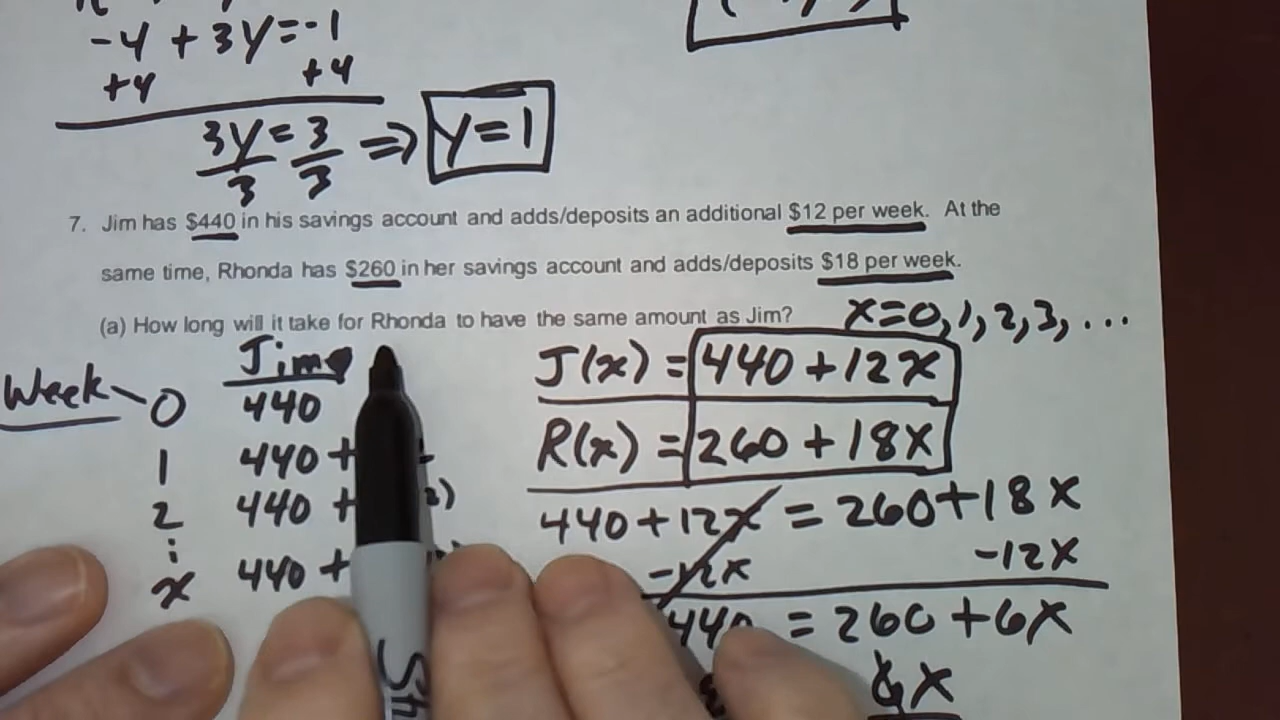 -4 + 3y = -1
+4 +4
3y = 3
3 3
⇒ y = 1
7. Jim has $440 in his savings account and adds/deposits an additional $12 per week. At the
same time, Rhonda has $260 in her savings account and adds/deposits $18 per week.
(a) How long will it take for Rhonda to have the same amount as Jim?
x=0,1,2,3,...
Week
Jim
0 440
1 440 +
2 440 +
x 440 +
J(x) = 440 + 12x
R(x) = 260 + 18x
440 + 12x = 260 + 18x
-12x -12x
440 = 260 + 6x
6x
Sh